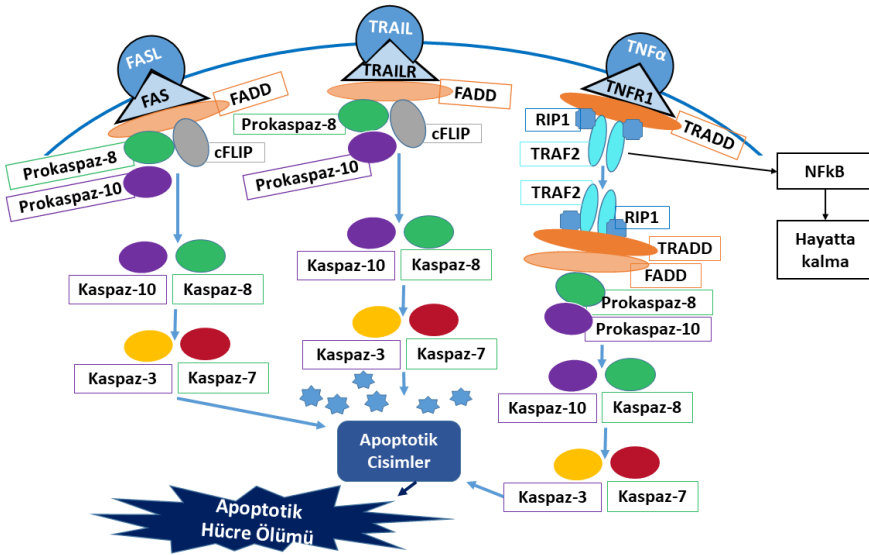 FASL
FAS
FADD
Prokaspaz-8
cFLIP
Prokaspaz-10
Kaspaz-10
Kaspaz-8
Kaspaz-3
Kaspaz-7
TRAIL
TRAILR
FADD
Prokaspaz-8
cFLIP
Prokaspaz-10
Kaspaz-10
Kaspaz-8
Kaspaz-3
Kaspaz-7
TNFα
TNFR1
RIP1
TRADD
TRAF2
NFkB
Hayatta
kalma
TRAF2
RIP1
TRADD
FADD
Prokaspaz-8
Prokaspaz-10
Kaspaz-10
Kaspaz-8
Kaspaz-3
Kaspaz-7
Apoptotik
Cisimler
Apoptotik
Hücre Ölümü